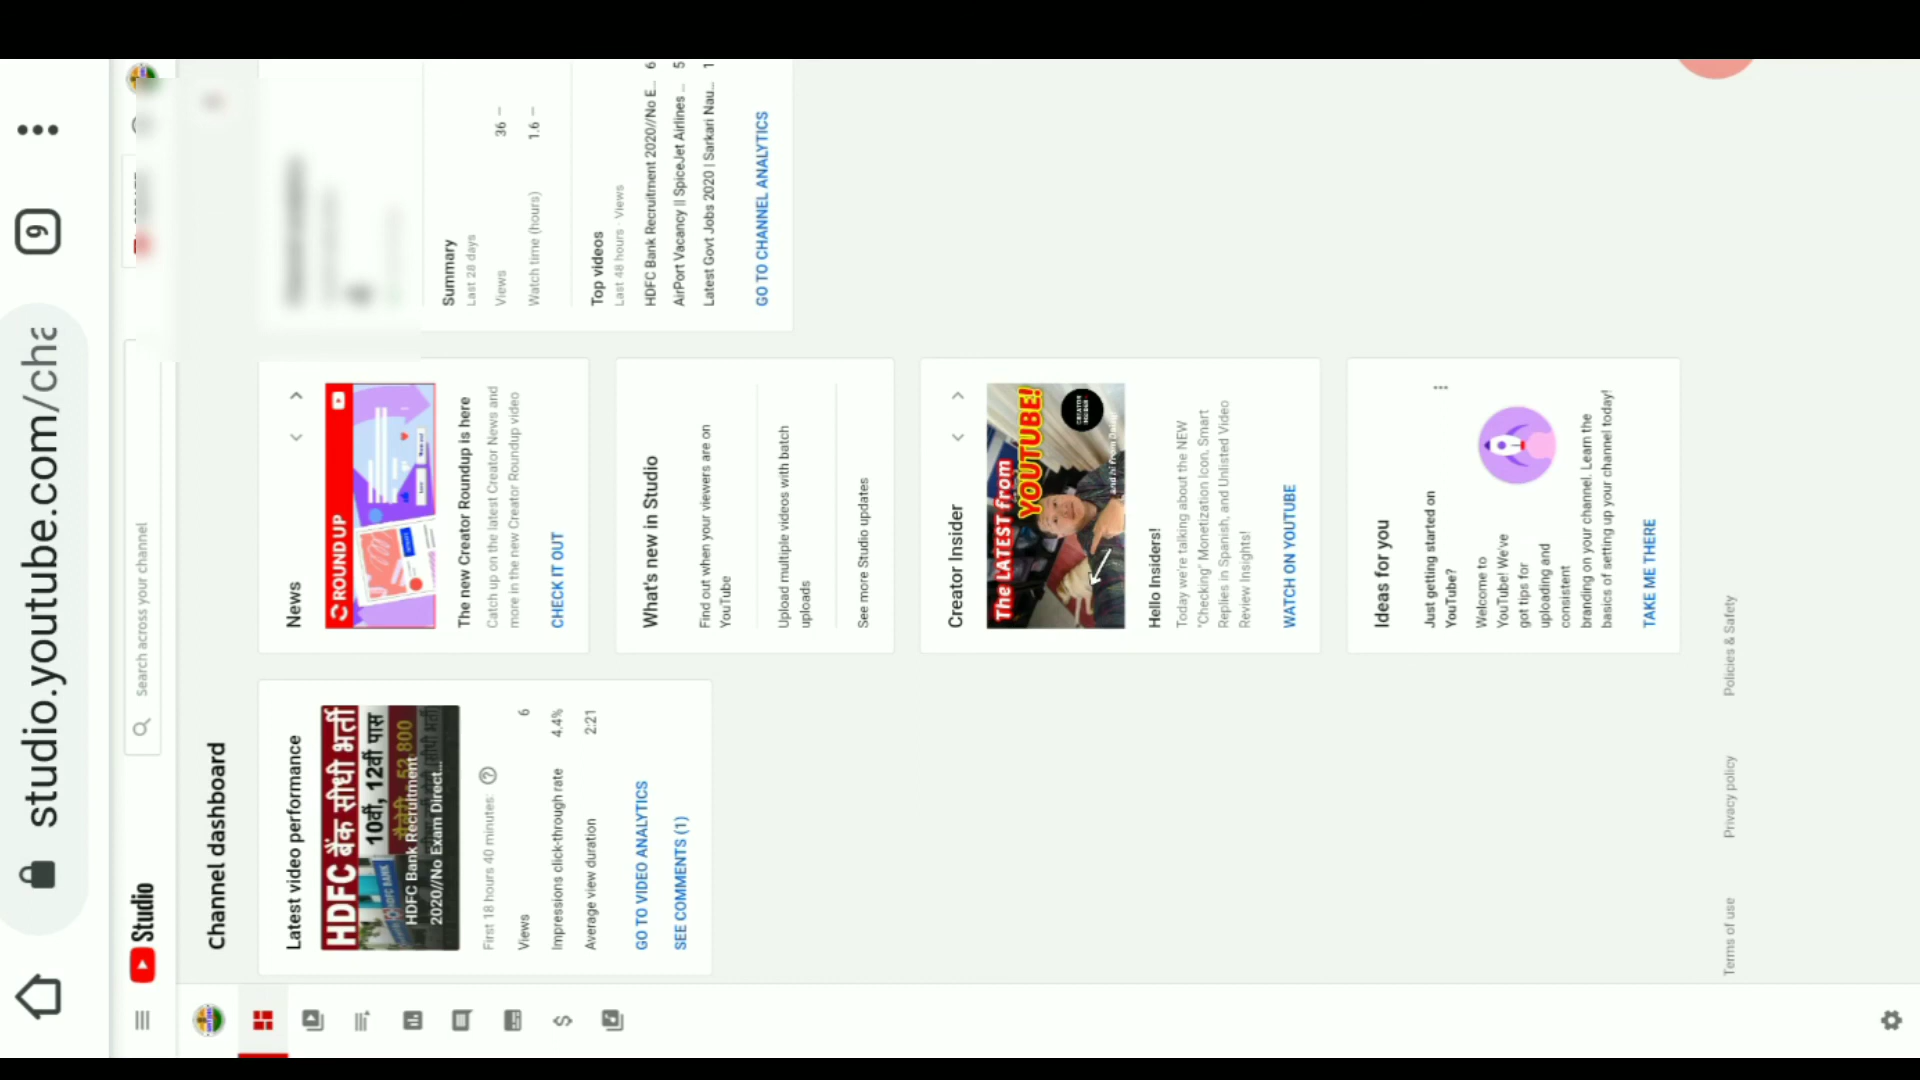 studio.youtube.com/cha
9
Studio
Search across your channel
Channel dashboard
Latest video performance
HDFC बैंक सीधी भर्ती
10वीं, 12वीं पास
HDFC BANK
HDFC Bank Recruitment
2020//No Exam Direct...
First 18 hours 40 minutes:
Views 6
Impressions click-through rate 4.4%
Average view duration 2:21
GO TO VIDEO ANALYTICS
SEE COMMENTS (1)
News
ROUND UP
The new Creator Roundup is here
Catch up on the latest Creator News and
more in the new Creator Roundup video
CHECK IT OUT
What's new in Studio
Find out when your viewers are on
YouTube
Upload multiple videos with batch
uploads
See more Studio updates
Creator Insider
The LATEST from
YOUTUBE!
CREATOR
INSIDER
Hello Insiders!
Today we're talking about the NEW
"Checking" Monetization Icon, Smart
Replies in Spanish, and Unlisted Video
Review Insights!
WATCH ON YOUTUBE
Ideas for you
Just getting started on
YouTube?
Welcome to
YouTube! We've
got tips for
uploading and
consistent
branding on your channel. Learn the
basics of setting up your channel today!
TAKE ME THERE
Summary
Last 28 days
Views 36 —
Watch time (hours) 1.6 —
Top videos
Last 48 hours · Views
HDFC Bank Recruitment 2020//No E... 6
AirPort Vacancy || SpiceJet Airlines ... 5
Latest Govt Jobs 2020 | Sarkari Nau... 1
GO TO CHANNEL ANALYTICS
Terms of use
Privacy policy
Policies & Safety